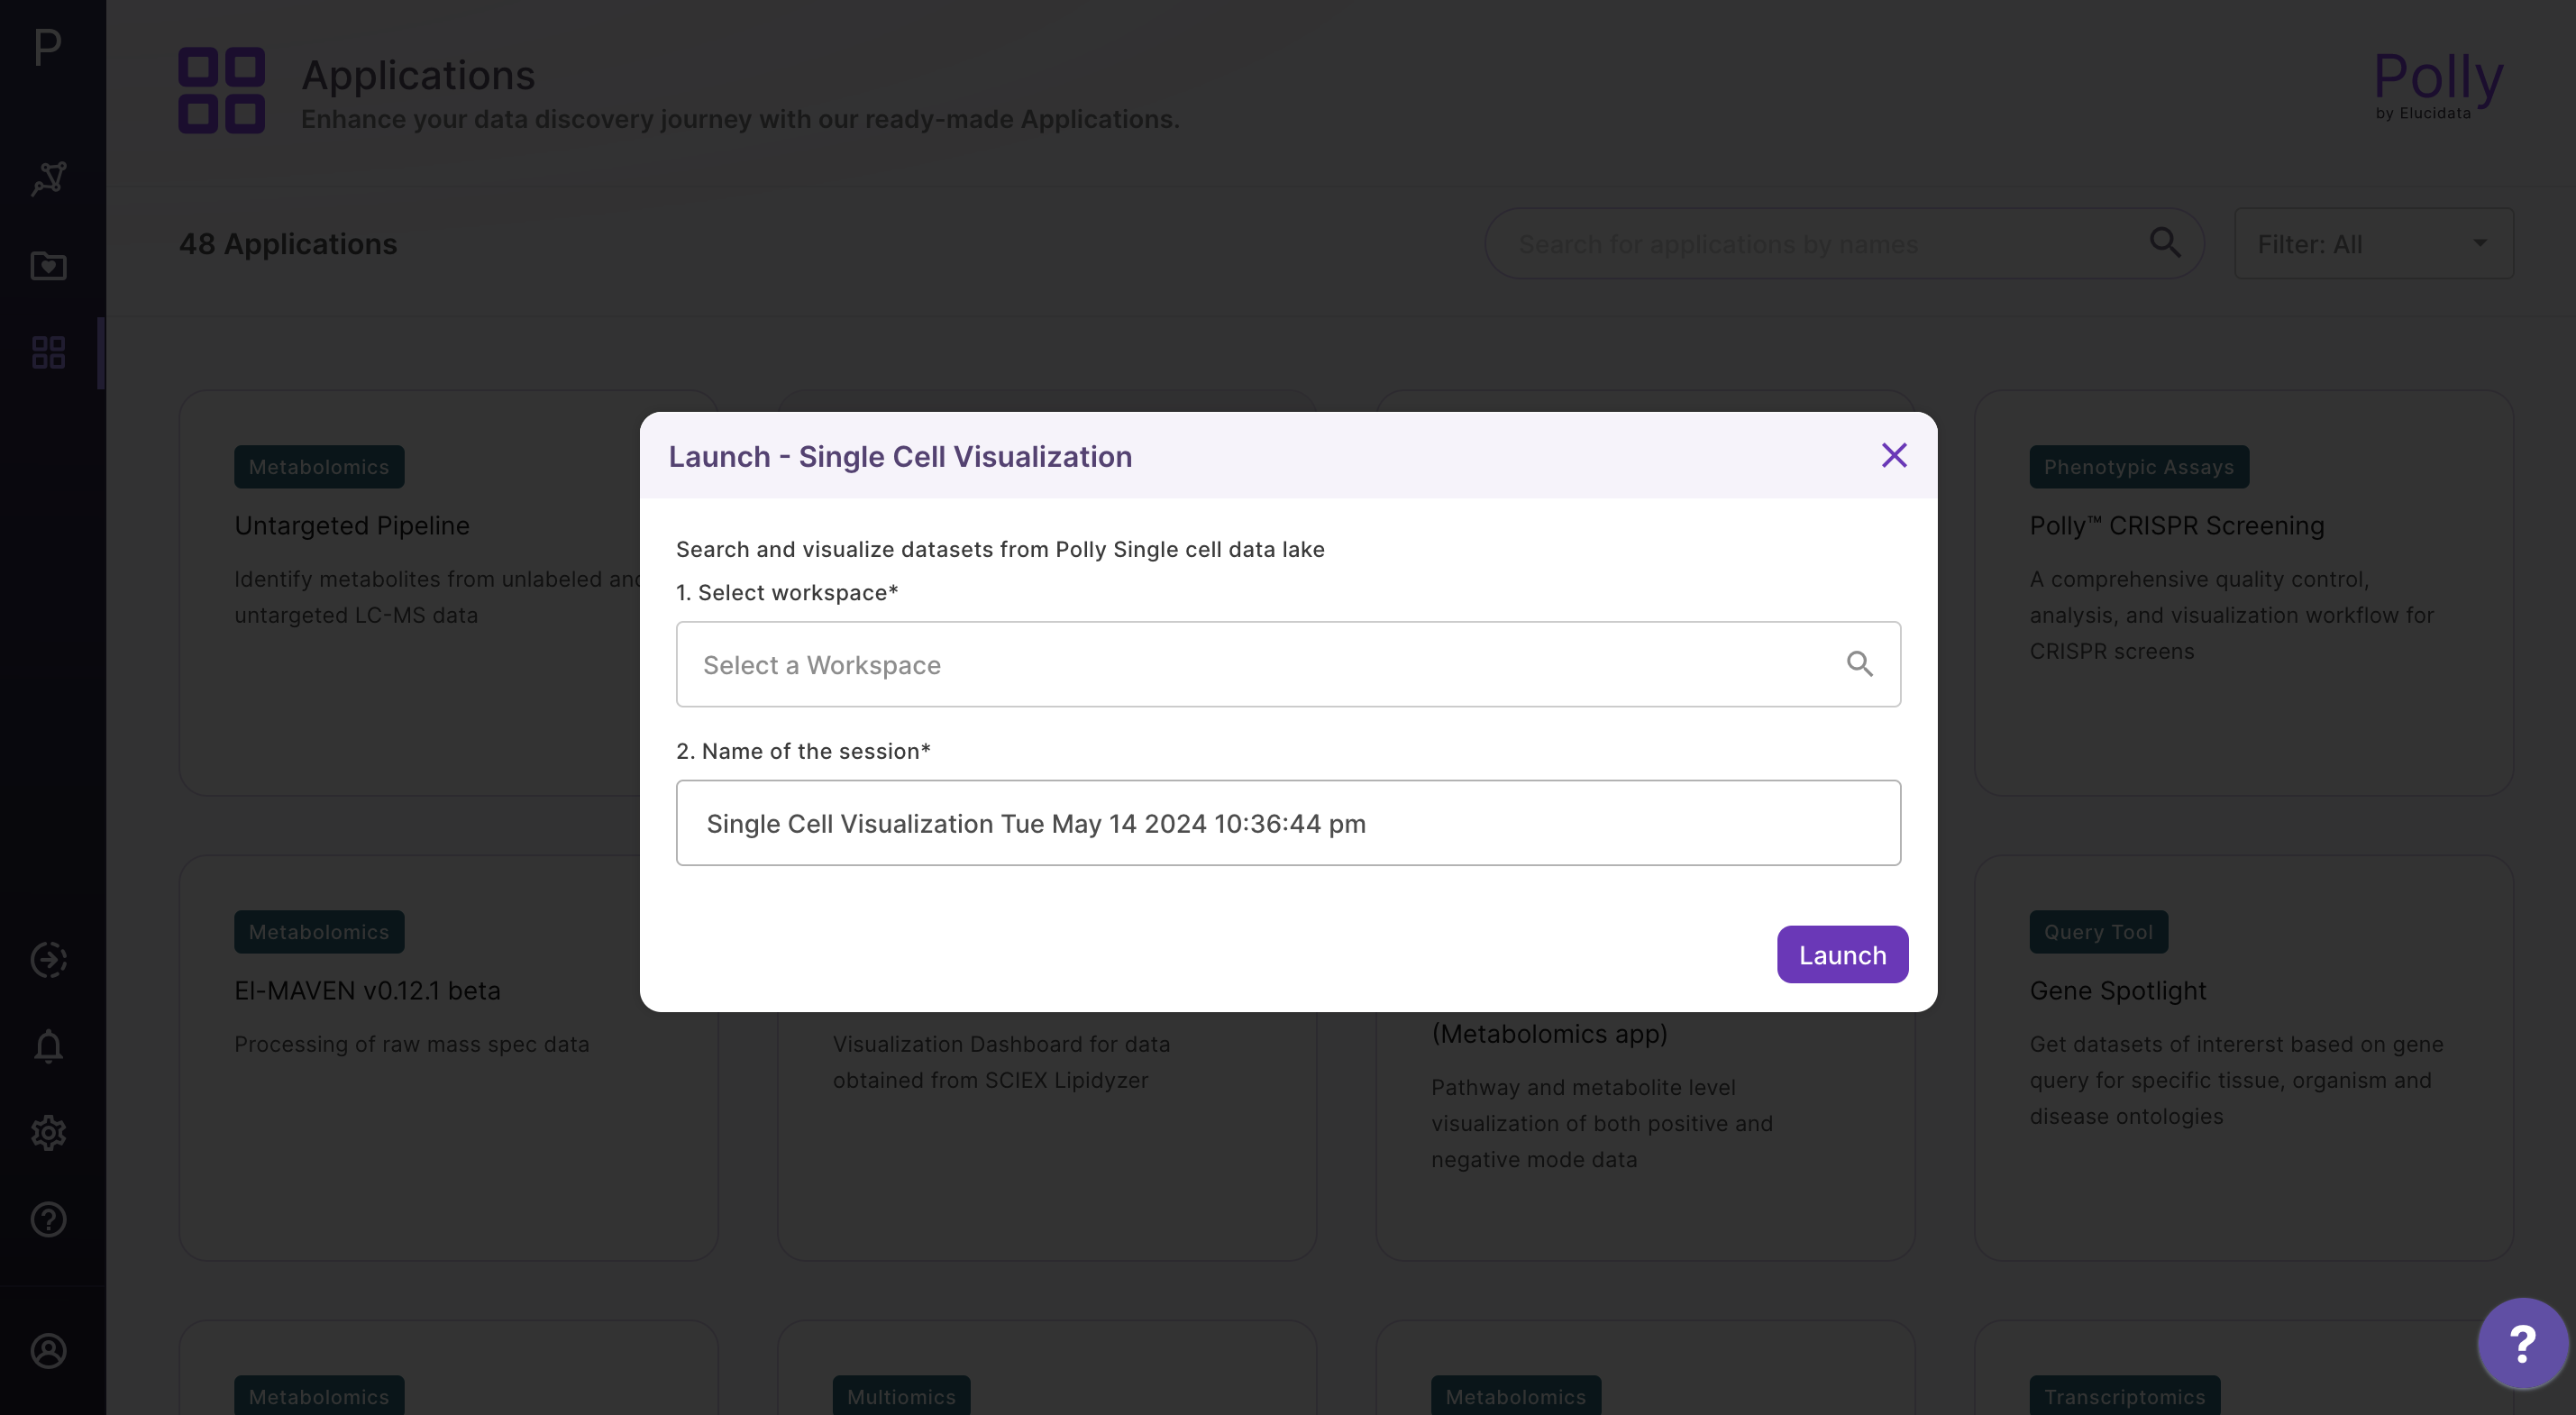 P
Applications
Enhance your data discovery journey with our ready-made Applications.
Polly
by Elucidata
48 Applications
Search for applications by names
Filter: All
Metabolomics
Untargeted Pipeline
Identify metabolites from unlabeled and
untargeted LC-MS data
Phenotypic Assays
Polly™ CRISPR Screening
A comprehensive quality control,
analysis, and visualization workflow for
CRISPR screens
Launch - Single Cell Visualization
Search and visualize datasets from Polly Single cell data lake
1. Select workspace*
Select a Workspace
2. Name of the session*
Single Cell Visualization Tue May 14 2024 10:36:44 pm
Launch
Metabolomics
El-MAVEN v0.12.1 beta
Processing of raw mass spec data
Visualization Dashboard for data
obtained from SCIEX Lipidyzer
(Metabolomics app)
Pathway and metabolite level
visualization of both positive and
negative mode data
Query Tool
Gene Spotlight
Get datasets of intererst based on gene
query for specific tissue, organism and
disease ontologies
Metabolomics
Multiomics
Metabolomics
Transcriptomics
?